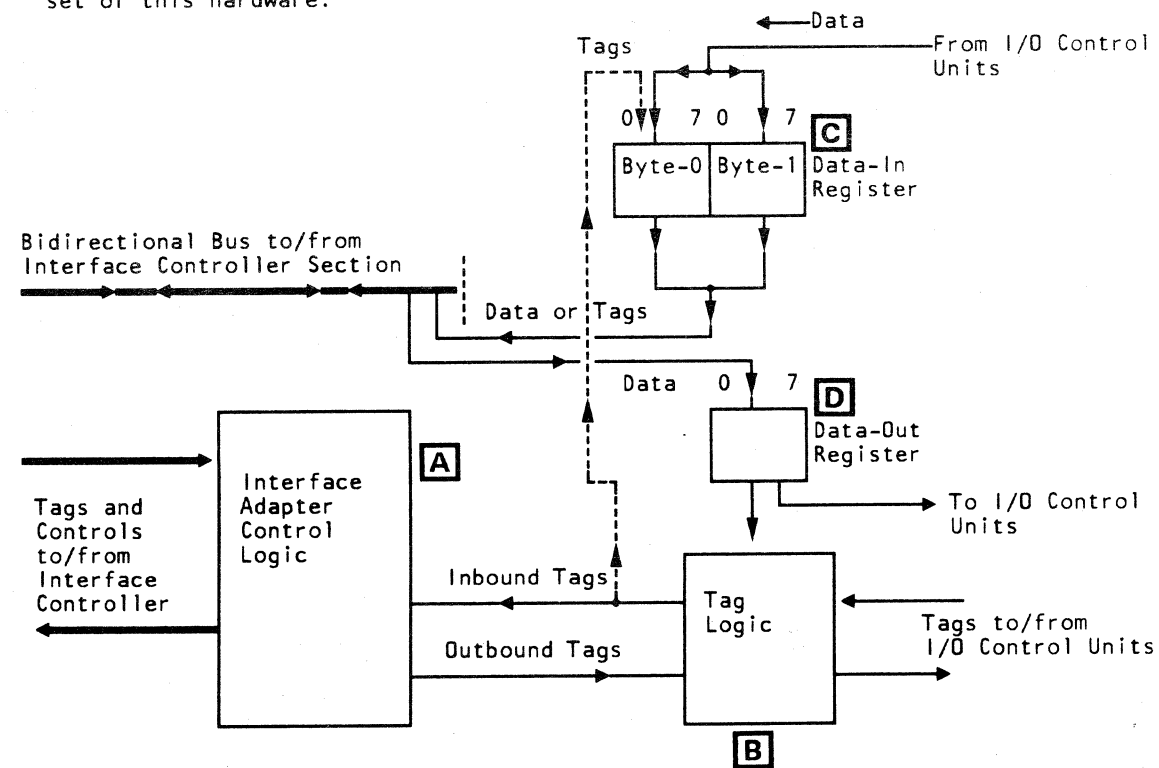 set of this hardware.
Data
Tags
From I/O Control
Units
0 7 0 7
C
Byte-0 Byte-1
Data-In
Register
Bidirectional Bus to/from
Interface Controller Section
Data or Tags
Data 0 7
D
Data-Out
Register
A
Interface
Adapter
Control
Logic
Tags and
Controls
to/from
Interface
Controller
To I/O Control
Units
Inbound Tags
Tag
Logic
Tags to/from
I/O Control Units
Outbound Tags
B